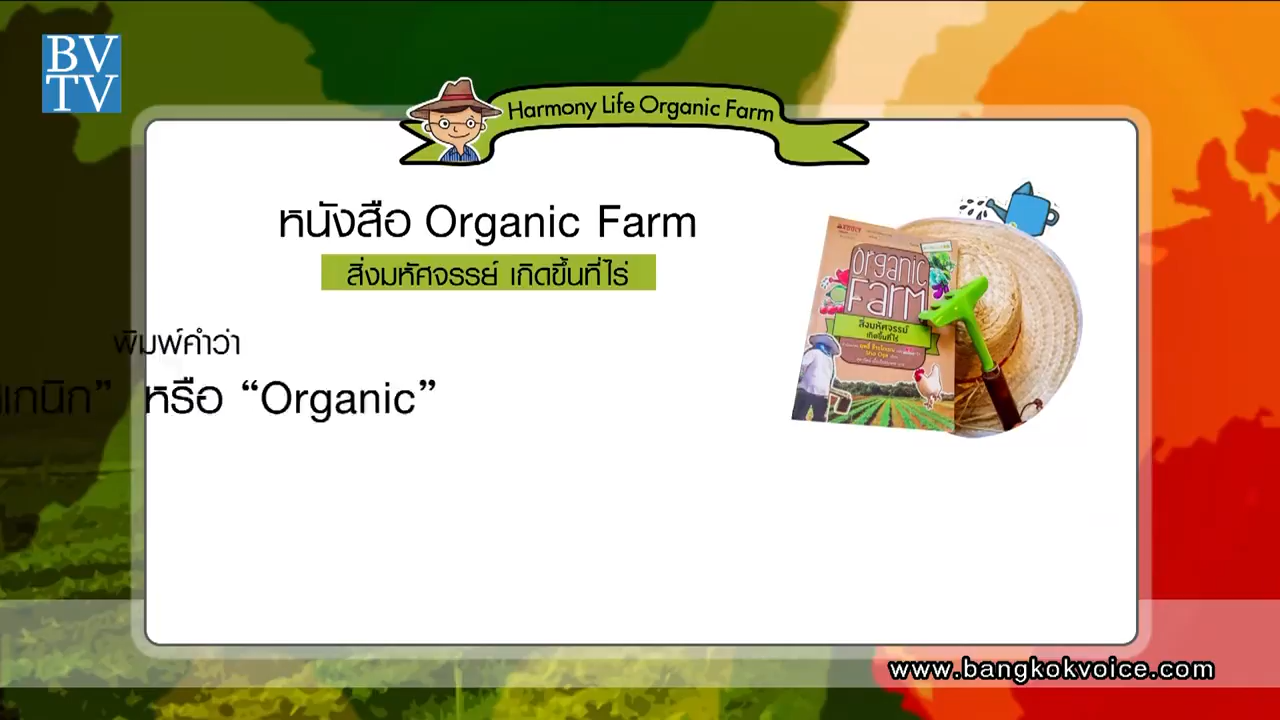 BV
TV
Harmony Life Organic Farm
หนังสือ Organic Farm
สิ่งมหัศจรรย์ เกิดขึ้นที่ไร่
พิมพ์คำว่า
แกนิก” หรือ “Organic”
organic
Farm
สิ่งมหัศจรรย์
เกิดขึ้นที่ไร่
www.bangkokvoice.com